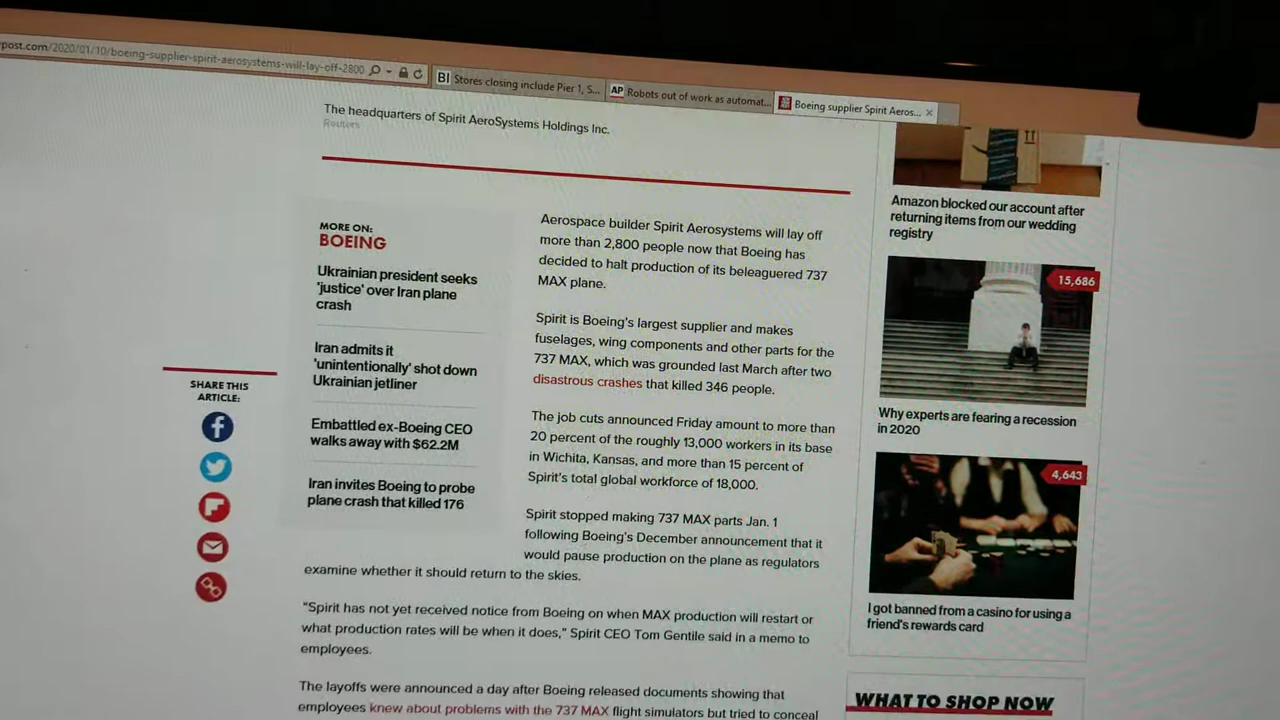 post.com/2020/01/10/boeing-supplier-spirit-aerosystems-will-lay-off-2800
BI Stores closing include Pier 1, S...
AP Robots out of work as automat...
Boeing supplier Spirit Aeros...
The headquarters of Spirit AeroSystems Holdings Inc.
Reuters
MORE ON:
BOEING
Ukrainian president seeks
'justice' over Iran plane
crash
Iran admits it
'unintentionally' shot down
Ukrainian jetliner
Embattled ex-Boeing CEO
walks away with $62.2M
Iran invites Boeing to probe
plane crash that killed 176
SHARE THIS
ARTICLE:
Aerospace builder Spirit Aerosystems will lay off
more than 2,800 people now that Boeing has
decided to halt production of its beleaguered 737
MAX plane.
Spirit is Boeing's largest supplier and makes
fuselages, wing components and other parts for the
737 MAX, which was grounded last March after two
disastrous crashes that killed 346 people.
The job cuts announced Friday amount to more than
20 percent of the roughly 13,000 workers in its base
in Wichita, Kansas, and more than 15 percent of
Spirit's total global workforce of 18,000.
Spirit stopped making 737 MAX parts Jan. 1
following Boeing's December announcement that it
would pause production on the plane as regulators
examine whether it should return to the skies.
"Spirit has not yet received notice from Boeing on when MAX production will restart or
what production rates will be when it does," Spirit CEO Tom Gentile said in a memo to
employees.
The layoffs were announced a day after Boeing released documents showing that
employees knew about problems with the 737 MAX flight simulators but tried to conceal
Amazon blocked our account after
returning items from our wedding
registry
15,686
Why experts are fearing a recession
in 2020
4,643
I got banned from a casino for using a
friend's rewards card
WHAT TO SHOP NOW